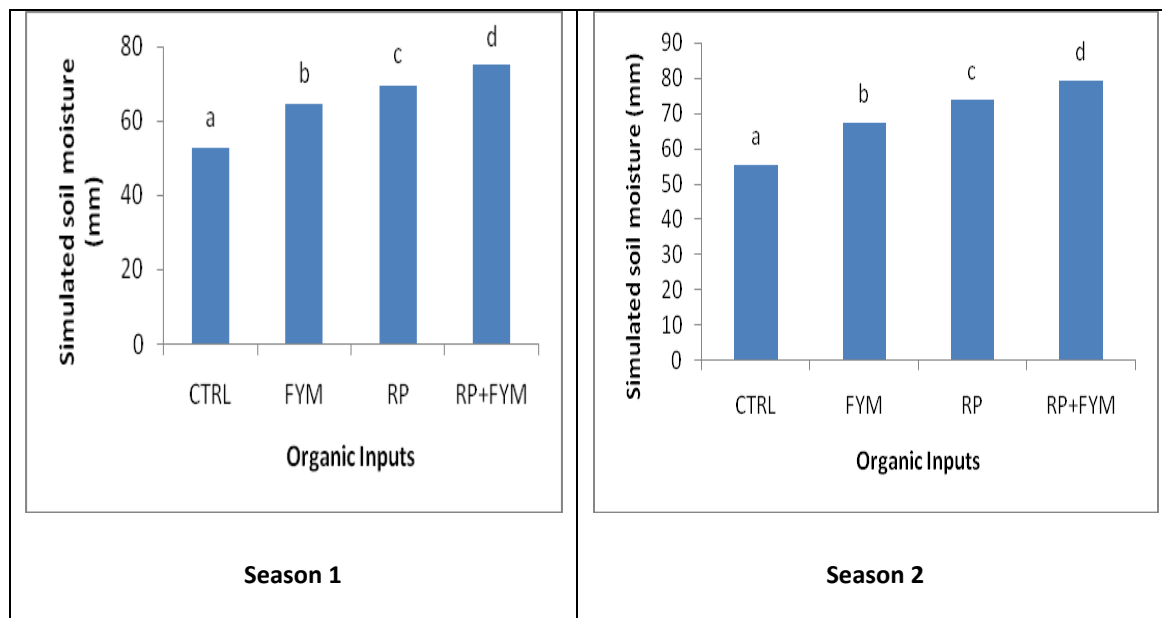 Simulated soil moisture
(mm)
80
60
40
20
0
a
b
c
d
CTRL
FYM
RP
RP+FYM
Organic Inputs
Season 1
Simulated soil moisture (mm)
90
80
70
60
50
40
30
20
10
0
a
b
c
d
CTRL
FYM
RP
RP+FYM
Organic Inputs
Season 2